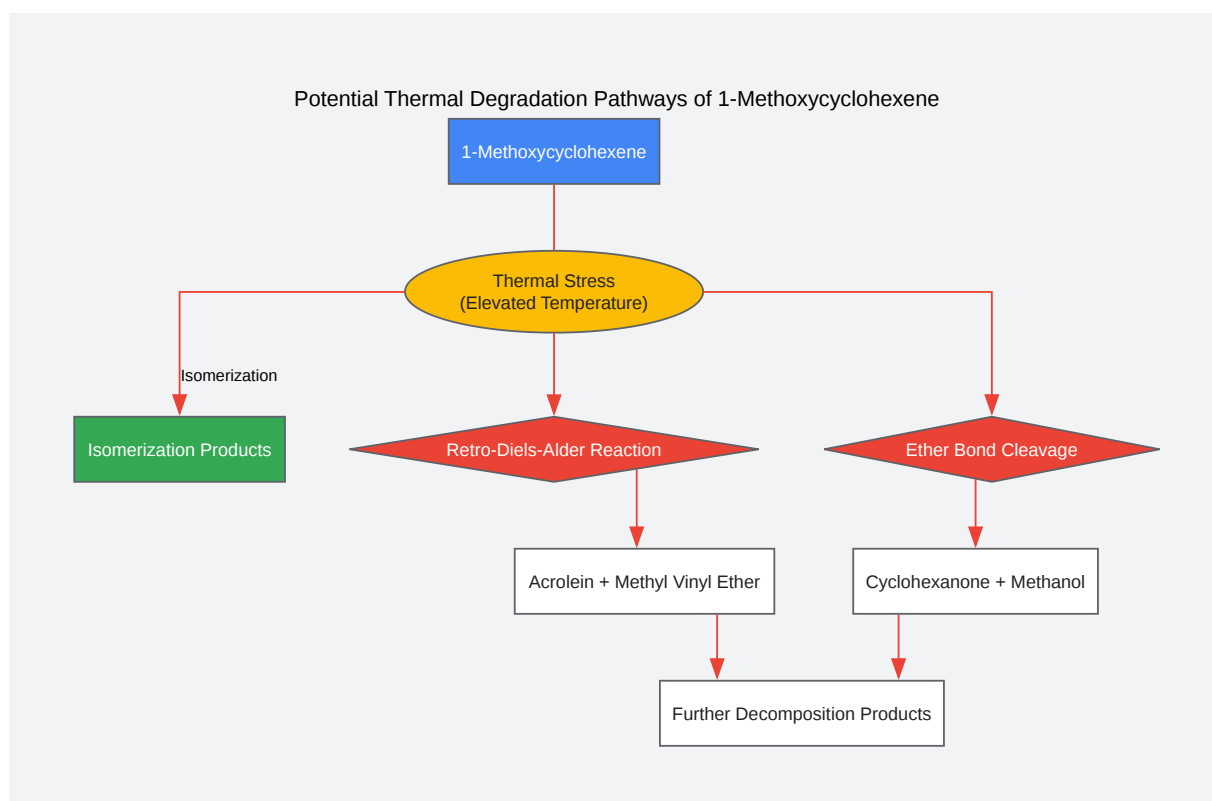 Potential Thermal Degradation Pathways of 1-Methoxycyclohexene
1-Methoxycyclohexene
Thermal Stress
(Elevated Temperature)
Isomerization
Isomerization Products
Retro-Diels-Alder Reaction
Ether Bond Cleavage
Acrolein + Methyl Vinyl Ether
Cyclohexanone + Methanol
Further Decomposition Products